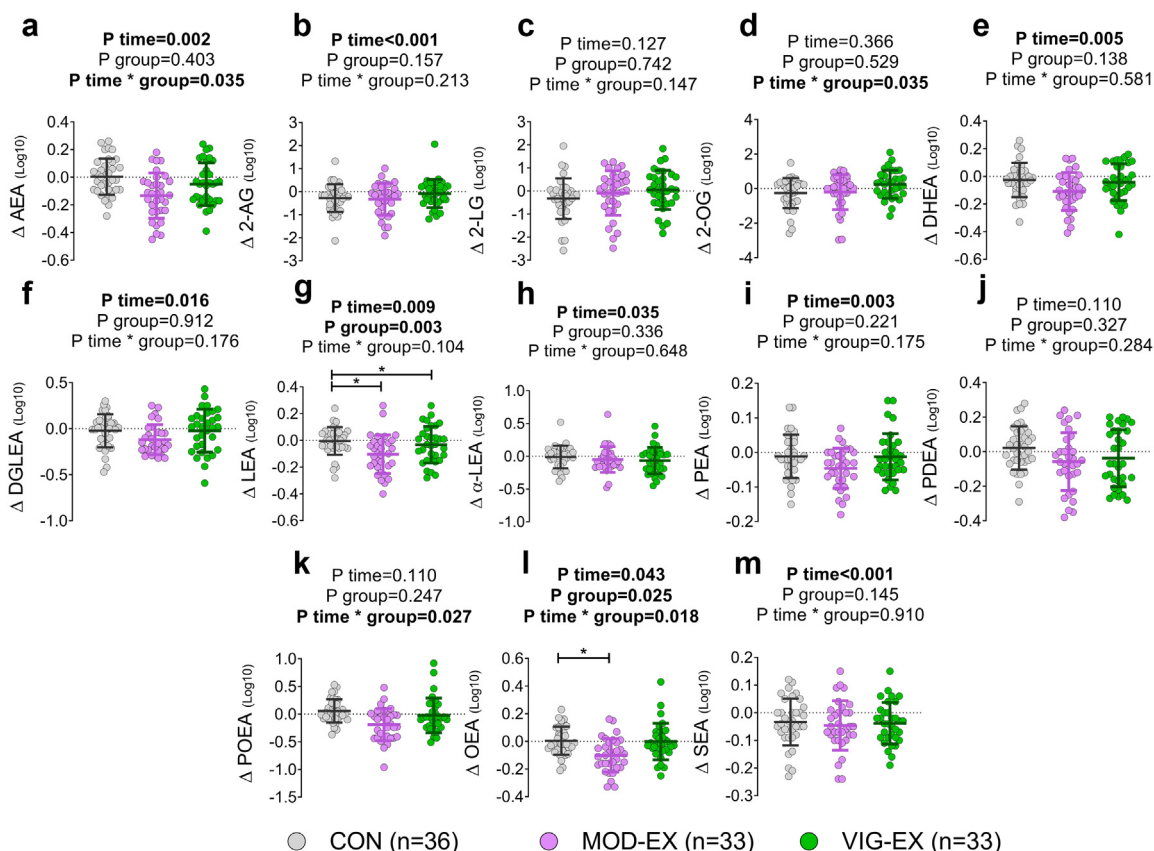 a
P time=0.002
P group=0.403
P time * group=0.035
Δ AEA (Log10)
0.4
0.2
0.0
-0.2
-0.4
-0.6
b
P time<0.001
P group=0.157
P time * group=0.213
Δ 2-AG (Log10)
3
2
1
0
-1
-2
-3
c
P time=0.127
P group=0.742
P time * group=0.147
Δ 2-LG (Log10)
3
2
1
0
-1
-2
-3
d
P time=0.366
P group=0.529
P time * group=0.035
Δ 2-OG (Log10)
4
2
0
-2
-4
e
P time=0.005
P group=0.138
P time * group=0.581
Δ DHEA (Log10)
0.4
0.2
0.0
-0.2
-0.4
-0.6
f
P time=0.016
P group=0.912
P time * group=0.176
Δ DGLEA (Log10)
0.5
0.0
-0.5
-1.0
g
P time=0.009
P group=0.003
P time * group=0.104
*
*
Δ LEA (Log10)
0.4
0.2
0.0
-0.2
-0.4
-0.6
h
P time=0.035
P group=0.336
P time * group=0.648
Δ α-LEA (Log10)
1.0
0.5
0.0
-0.5
-1.0
i
P time=0.003
P group=0.221
P time * group=0.175
Δ PEA (Log10)
0.2
0.1
0.0
-0.1
-0.2
j
P time=0.110
P group=0.327
P time * group=0.284
Δ PDEA (Log10)
0.4
0.2
0.0
-0.2
-0.4
k
P time=0.110
P group=0.247
P time * group=0.027
Δ POEA (Log10)
1.0
0.5
0.0
-0.5
-1.0
-1.5
l
P time=0.043
P group=0.025
P time * group=0.018
*
Δ OEA (Log10)
0.6
0.4
0.2
0.0
-0.2
-0.4
m
P time<0.001
P group=0.145
P time * group=0.910
Δ SEA (Log10)
0.2
0.1
0.0
-0.1
-0.2
-0.3
CON (n=36)
MOD-EX (n=33)
VIG-EX (n=33)